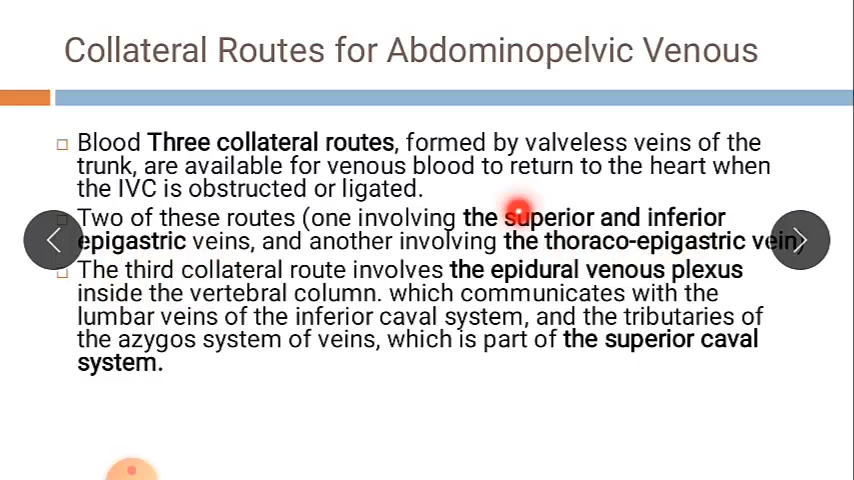 Collateral Routes for Abdominopelvic Venous
Blood Three collateral routes, formed by valveless veins of the
trunk, are available for venous blood to return to the heart when
the IVC is obstructed or ligated.
Two of these routes (one involving the superior and inferior
epigastric veins, and another involving the thoraco-epigastric vein)
The third collateral route involves the epidural venous plexus
inside the vertebral column. which communicates with the
lumbar veins of the inferior caval system, and the tributaries of
the azygos system of veins, which is part of the superior caval
system.